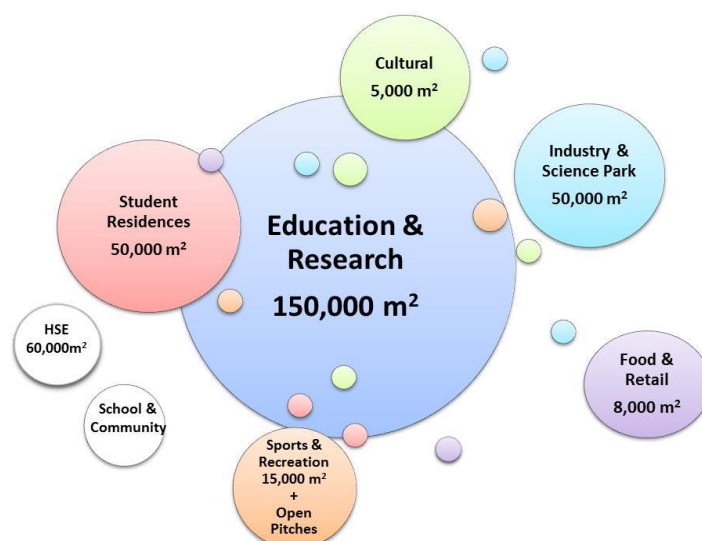 Cultural
5,000 m²
Industry &
Science Park
50,000 m²
Student
Residences
50,000 m²
Education &
Research
150,000 m²
HSE
60,000m²
Food &
Retail
8,000 m²
School &
Community
Sports &
Recreation
15,000 m²
+
Open
Pitches